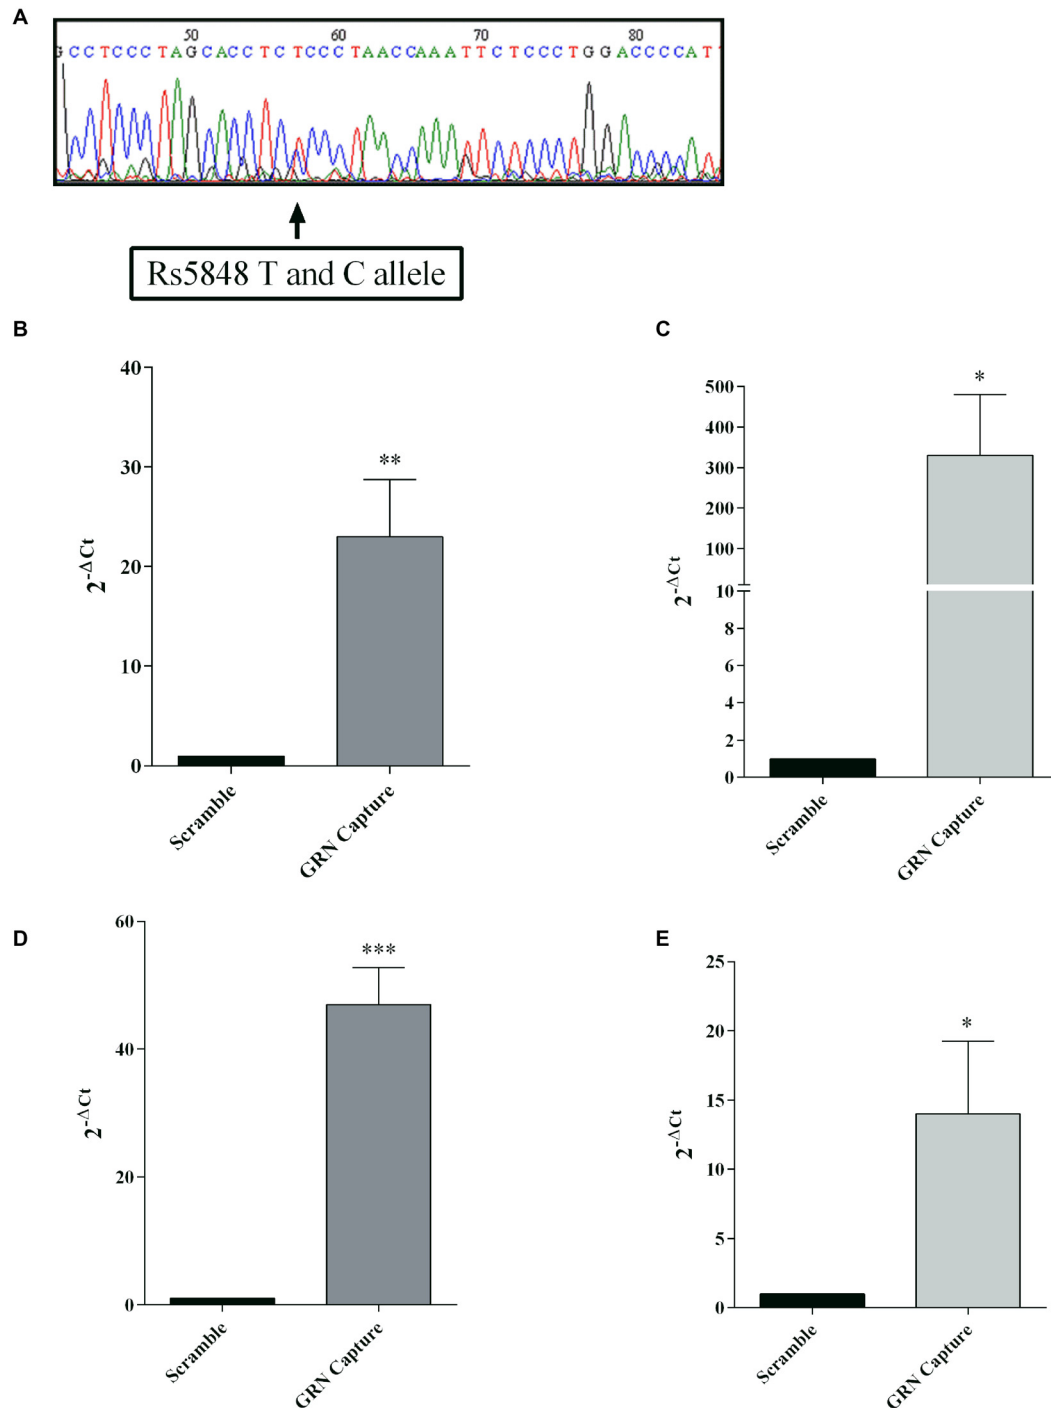 A
50 60 70 80
G C C T C C C T A G C A C C T C T C C C T A A C C A A A T T C T C C C T G G A C C C C A T T
Rs5848 T and C allele
B
40
30
20
10
0
2^-ΔCt
**
Scramble
GRN Capture
C
500
400
300
200
100
10
8
6
4
2
0
2^-ΔCt
*
Scramble
GRN Capture
D
60
40
20
0
2^-ΔCt
***
Scramble
GRN Capture
E
25
20
15
10
5
0
2^-ΔCt
*
Scramble
GRN Capture